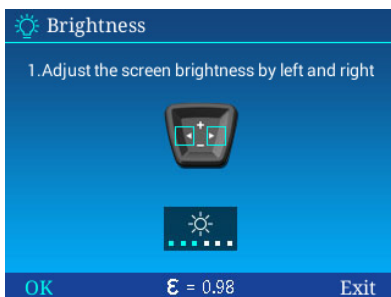 Brightness
1.Adjust the screen brightness by left and right
+
−
OK ε = 0.98 Exit